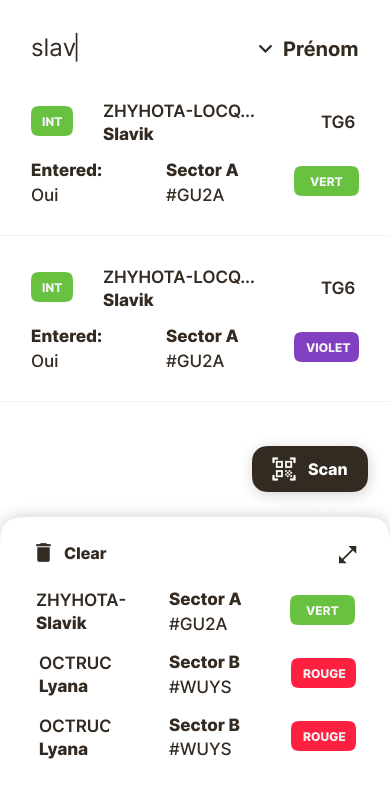 slav
Prénom
INT
ZHYHOTA-LOCQ...
Slavik
TG6
Entered:
Oui
Sector A
#GU2A
VERT
INT
ZHYHOTA-LOCQ...
Slavik
TG6
Entered:
Oui
Sector A
#GU2A
VIOLET
Scan
Clear
ZHYHOTA-
Slavik
Sector A
#GU2A
VERT
OCTRUC
Lyana
Sector B
#WUYS
ROUGE
OCTRUC
Lyana
Sector B
#WUYS
ROUGE